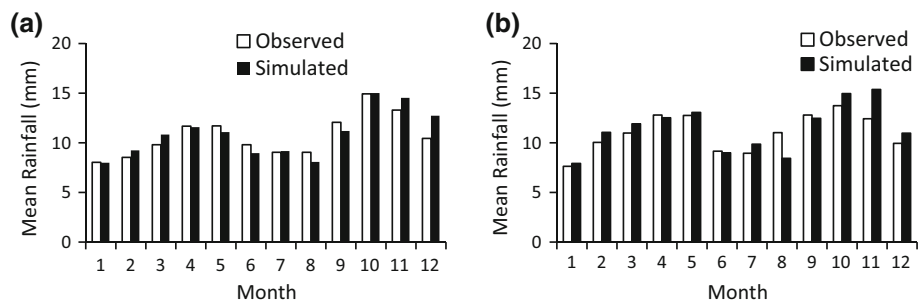 (a)
Mean Rainfall (mm)
20
15
10
5
0
Observed
Simulated
1 2 3 4 5 6 7 8 9 10 11 12
Month
(b)
Mean Rainfall (mm)
20
15
10
5
0
Observed
Simulated
1 2 3 4 5 6 7 8 9 10 11 12
Month